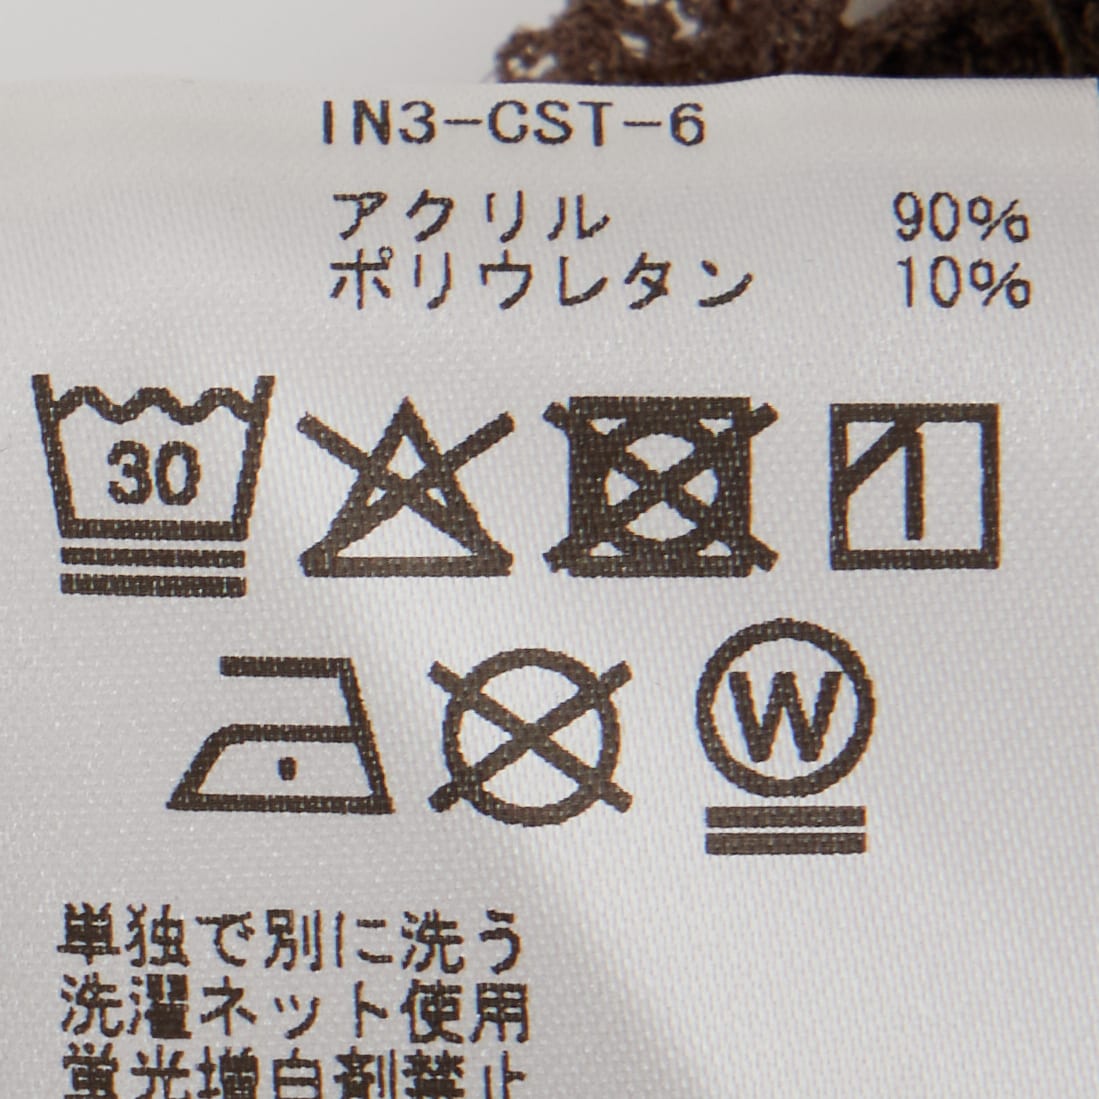 IN3-CST-6
アクリル 90%
ポリウレタン 10%
30
W
単独で別に洗う
洗濯ネット使用
蛍光増白剤禁止